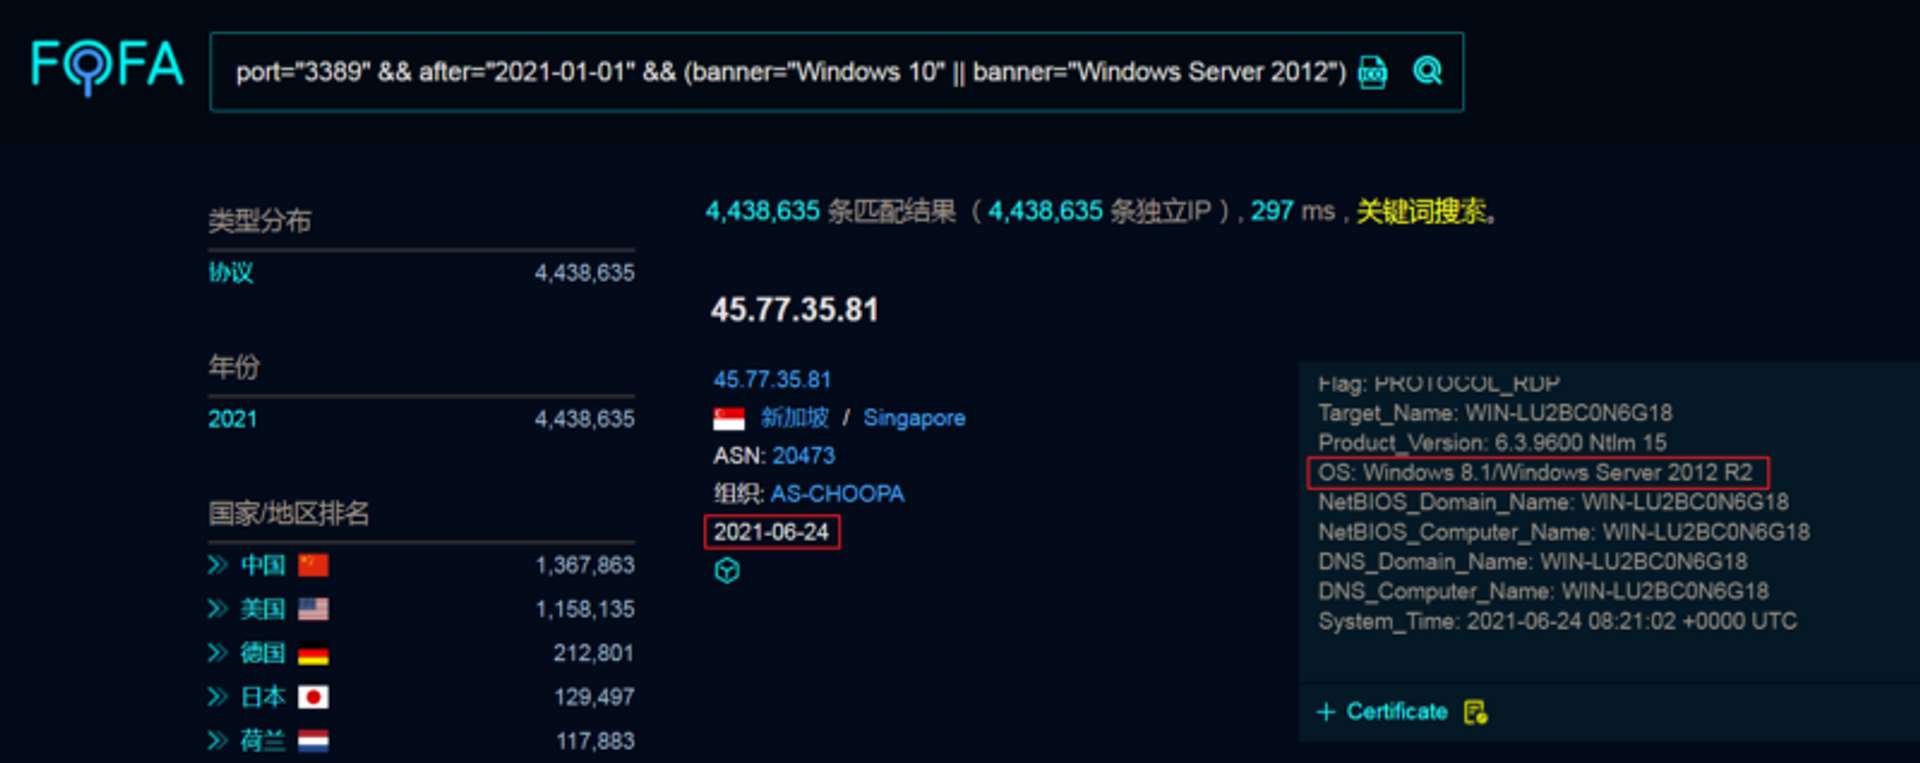 FOFA
port="3389" && after="2021-01-01" && (banner="Windows 10" || banner="Windows Server 2012")
4,438,635 条匹配结果 ( 4,438,635 条独立IP ) , 297 ms , 关键词搜索。
类型分布
协议 4,438,635
年份
2021 4,438,635
国家/地区排名
中国 1,367,863
美国 1,158,135
德国 212,801
日本 129,497
荷兰 117,883
45.77.35.81
45.77.35.81
新加坡 / Singapore
ASN: 20473
组织: AS-CHOOPA
2021-06-24
Flag: PROTOCOL_RDP
Target_Name: WIN-LU2BC0N6G18
Product_Version: 6.3.9600 Ntlm 15
OS: Windows 8.1/Windows Server 2012 R2
NetBIOS_Domain_Name: WIN-LU2BC0N6G18
NetBIOS_Computer_Name: WIN-LU2BC0N6G18
DNS_Domain_Name: WIN-LU2BC0N6G18
DNS_Computer_Name: WIN-LU2BC0N6G18
System_Time: 2021-06-24 08:21:02 +0000 UTC
+ Certificate